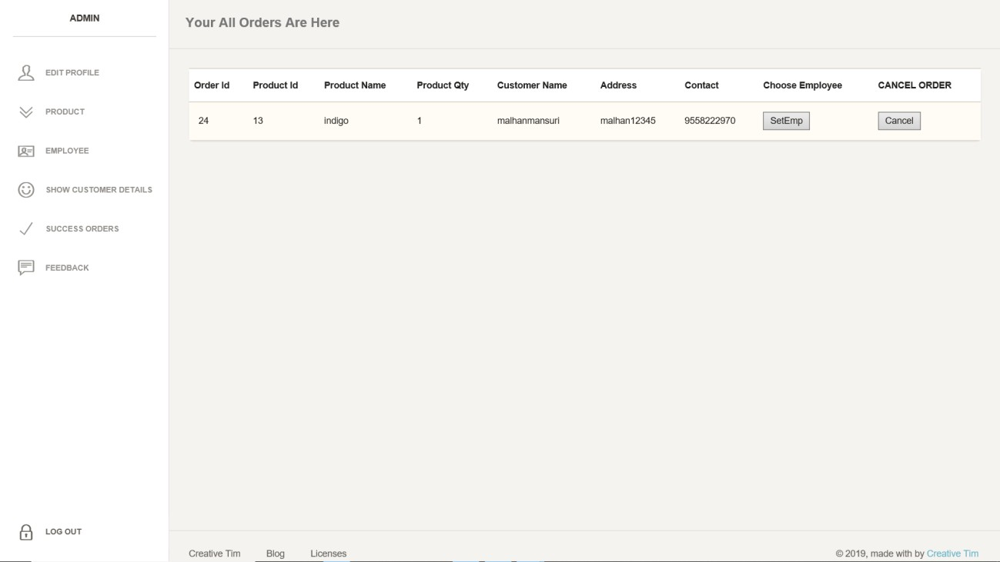 ADMIN
Your All Orders Are Here
EDIT PROFILE
PRODUCT
EMPLOYEE
SHOW CUSTOMER DETAILS
SUCCESS ORDERS
FEEDBACK
LOG OUT
Order Id Product Id Product Name Product Qty Customer Name Address Contact Choose Employee CANCEL ORDER
24 13 indigo 1 malhanmansuri malhan12345 9558222970 SetEmp Cancel
Creative Tim Blog Licenses © 2019, made with by Creative Tim